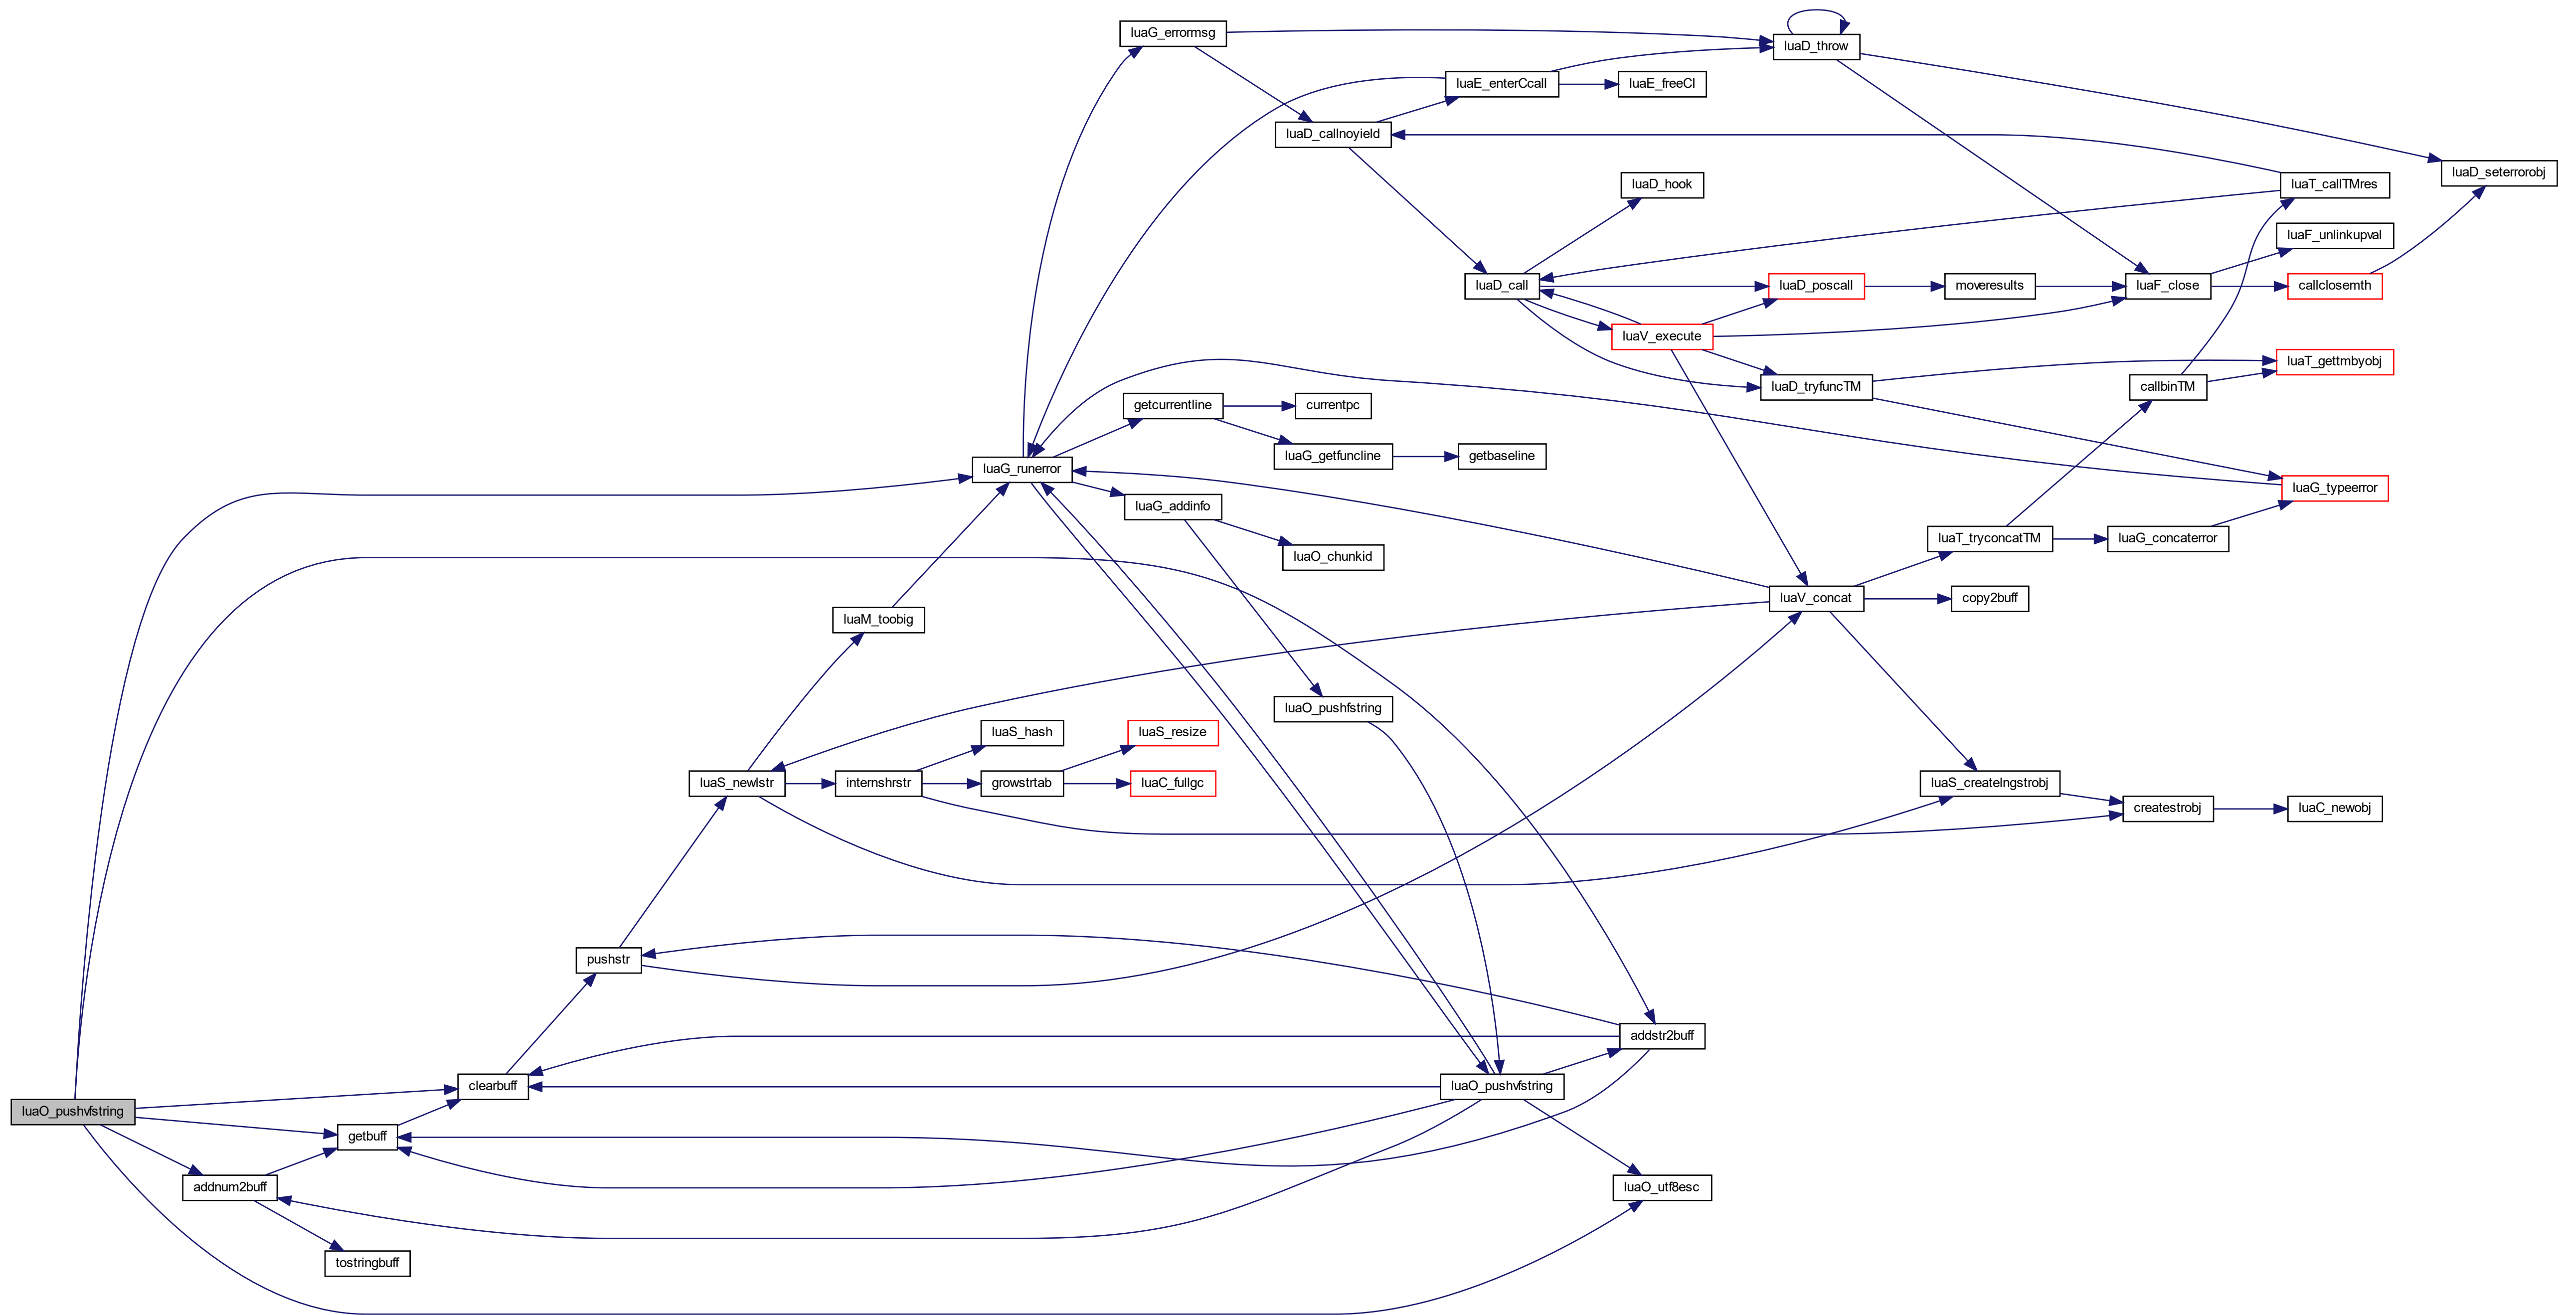 luaG_errormsg
luaD_throw
luaE_enterCcall
luaE_freeCI
luaD_callnoyield
luaD_seterrorobj
luaD_hook
luaT_callTMres
luaF_unlinkupval
luaD_call
luaD_poscall
moveresults
luaF_close
callclosemth
luaV_execute
luaT_gettmbyobj
luaD_tryfuncTM
callbinTM
getcurrentline
currentpc
luaG_getfuncline
getbaseline
luaG_runerror
luaG_typeerror
luaG_addinfo
luaT_tryconcatTM
luaG_concaterror
luaO_chunkid
luaV_concat
copy2buff
luaM_toobig
luaO_pushfstring
luaS_hash
luaS_resize
luaS_newlstr
internshrstr
growstrtab
luaC_fullgc
luaS_createlngstrobj
createstrobj
luaC_newobj
pushstr
addstr2buff
clearbuff
luaO_pushvfstring
luaO_pushvfstring
getbuff
addnum2buff
luaO_utf8esc
tostringbuff